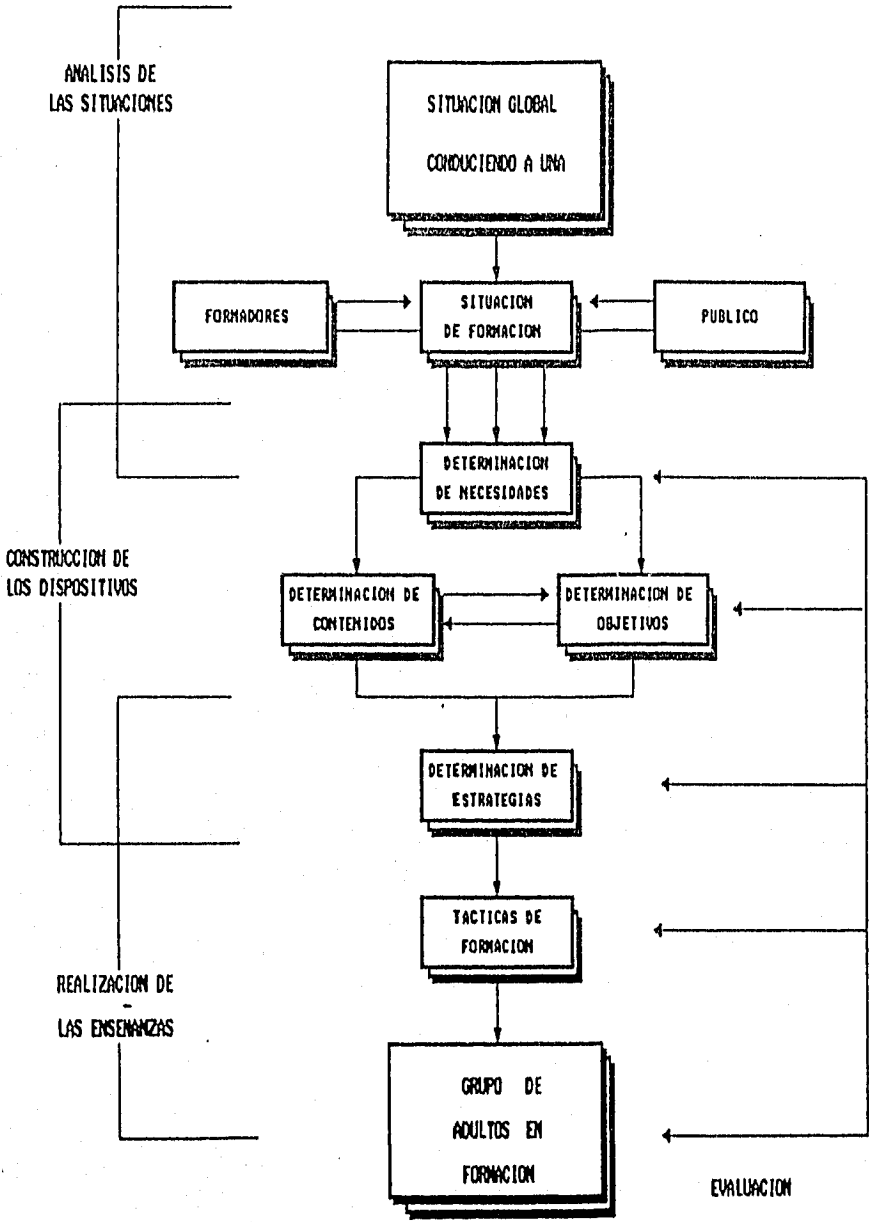 ANALISIS DE
LAS SITUACIONES
SITUACION GLOBAL
CONDUCIENDO A UNA
FORMADORES
SITUACION
DE FORMACION
PUBLICO
DETERMINACION
DE NECESIDADES
CONSTRUCCION DE
LOS DISPOSITIVOS
DETERMINACION DE
CONTENIDOS
DETERMINACION DE
OBJETIVOS
DETERMINACION DE
ESTRATEGIAS
TACTICAS DE
FORMACION
REALIZACION DE
LAS ENSEÑANZAS
GRUPO DE
ADULTOS EN
FORMACION
EVALUACION